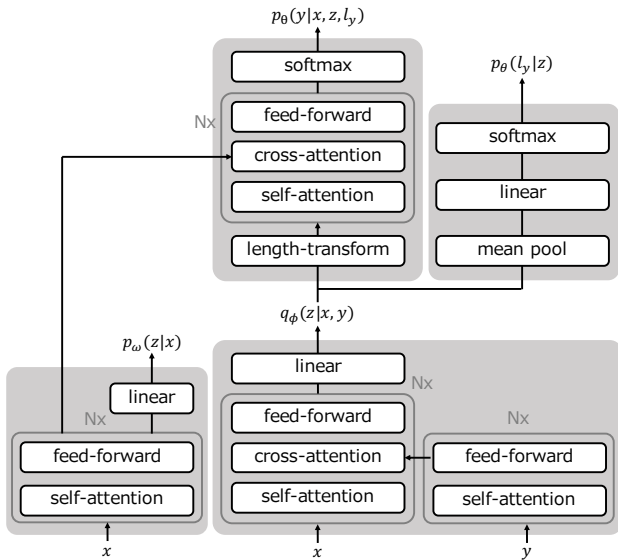 p_θ(y|x, z, l_y)
softmax
Nx
feed-forward
cross-attention
self-attention
length-transform
p_θ(l_y|z)
softmax
linear
mean pool
q_ϕ(z|x, y)
p_ω(z|x)
linear
Nx
feed-forward
self-attention
x
linear
Nx
feed-forward
cross-attention
self-attention
x
Nx
feed-forward
self-attention
y